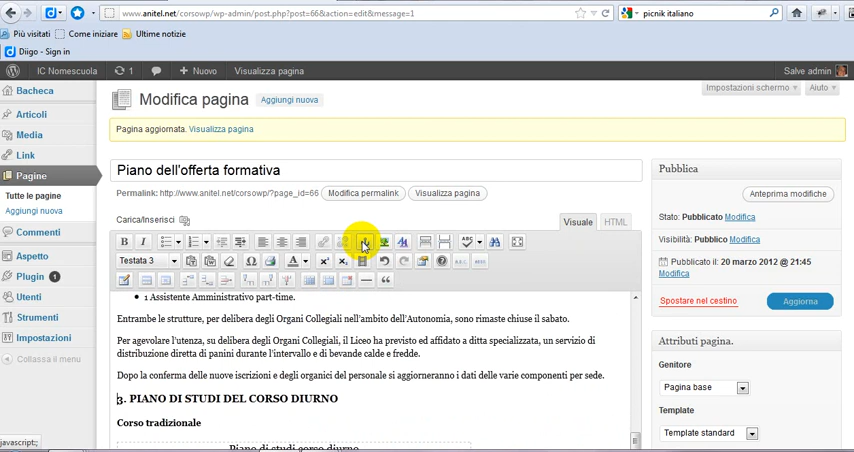 www.anitel.net/corsowp/wp-admin/post.php?post=66&action=edit&message=1
picnik italiano
Più visitati Come iniziare Ultime notizie
Diigo - Sign in
IC Nomescuola 1 Nuovo Visualizza pagina Salve admin
Bacheca
Articoli
Media
Link
Pagine
Tutte le pagine
Aggiungi nuova
Commenti
Aspetto
Plugin 1
Utenti
Strumenti
Impostazioni
Collassa il menu
javascript:;
Impostazioni schermo Aiuto
Modifica pagina Aggiungi nuova
Pagina aggiornata. Visualizza pagina
Piano dell'offerta formativa
Permalink: http://www.anitel.net/corsowp/?page_id=66 Modifica permalink Visualizza pagina
Carica/Inserisci
Visuale HTML
Testata 3
1 Assistente Amministrativo part-time.
Entrambe le strutture, per delibera degli Organi Collegiali nell'ambito dell'Autonomia, sono rimaste chiuse il sabato.
Per agevolare l'utenza, su delibera degli Organi Collegiali, il Liceo ha previsto ed affidato a ditta specializzata, un servizio di
distribuzione diretta di panini durante l'intervallo e di bevande calde e fredde.
Dopo la conferma delle nuove iscrizioni e degli organici del personale si aggiorneranno i dati delle varie componenti per sede.
3. PIANO DI STUDI DEL CORSO DIURNO
Corso tradizionale
Piano di studi corso diurno
Pubblica
Anteprima modifiche
Stato: Pubblicato Modifica
Visibilità: Pubblico Modifica
Pubblicato il: 20 marzo 2012 @ 21:45
Modifica
Spostare nel cestino Aggiorna
Attributi pagina.
Genitore
Pagina base
Template
Template standard